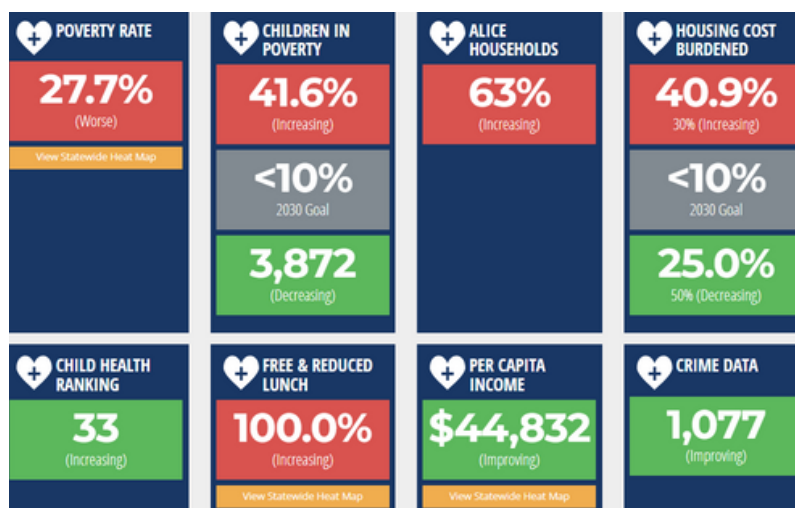 POVERTY RATE
27.7%
(Worse)
View Statewide Heat Map
CHILDREN IN
POVERTY
41.6%
(Increasing)
<10%
2030 Goal
3,872
(Decreasing)
ALICE
HOUSEHOLDS
63%
(Increasing)
HOUSING COST
BURDENED
40.9%
30% (Increasing)
<10%
2030 Goal
25.0%
50% (Decreasing)
CHILD HEALTH
RANKING
33
(Increasing)
FREE & REDUCED
LUNCH
100.0%
(Increasing)
View Statewide Heat Map
PER CAPITA
INCOME
$44,832
(Improving)
View Statewide Heat Map
CRIME DATA
1,077
(Improving)